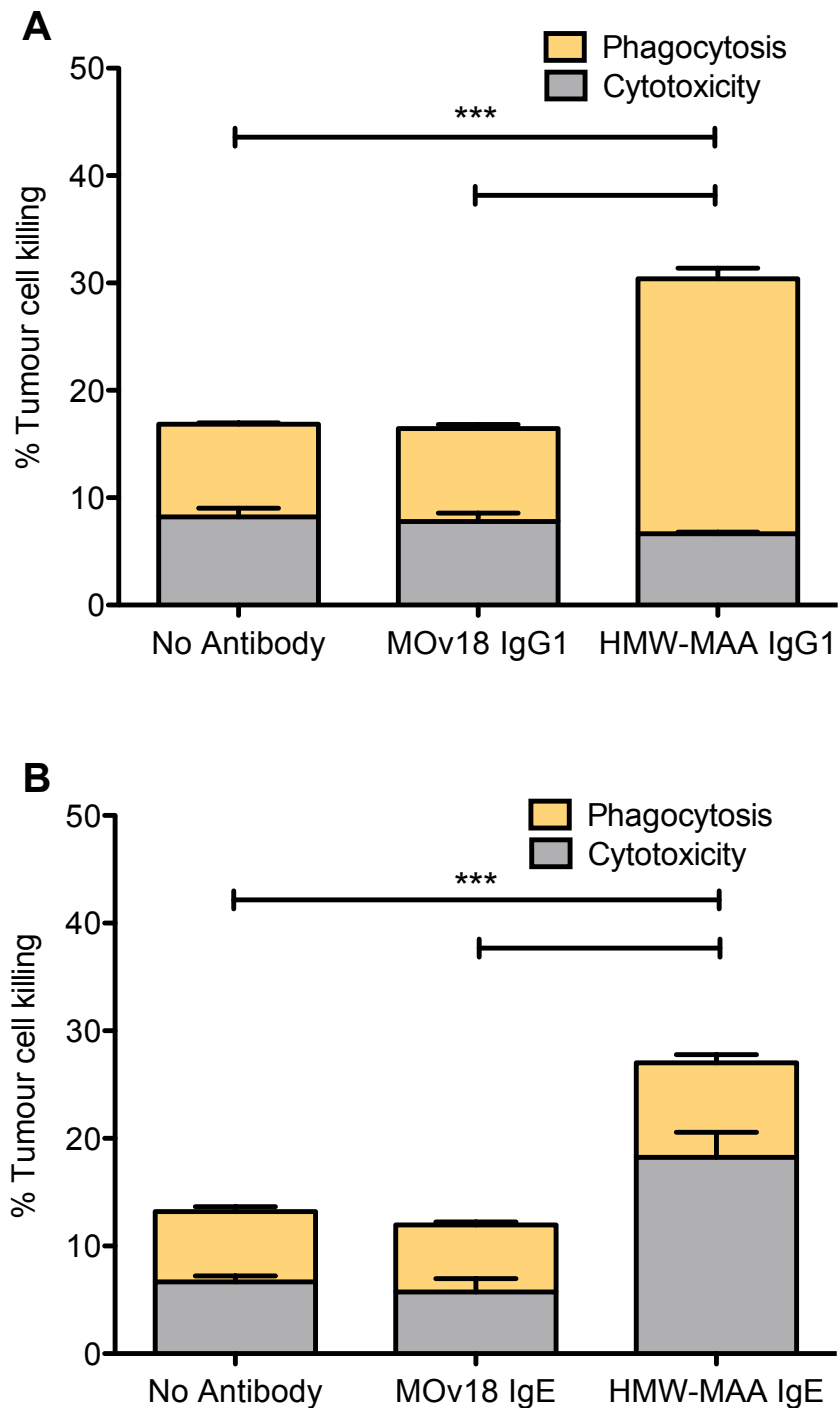 A
Phagocytosis
Cytotoxicity
***
50
40
30
20
10
0
% Tumour cell killing
No Antibody
MOv18 IgG1
HMW-MAA IgG1
B
Phagocytosis
Cytotoxicity
***
50
40
30
20
10
0
% Tumour cell killing
No Antibody
MOv18 IgE
HMW-MAA IgE